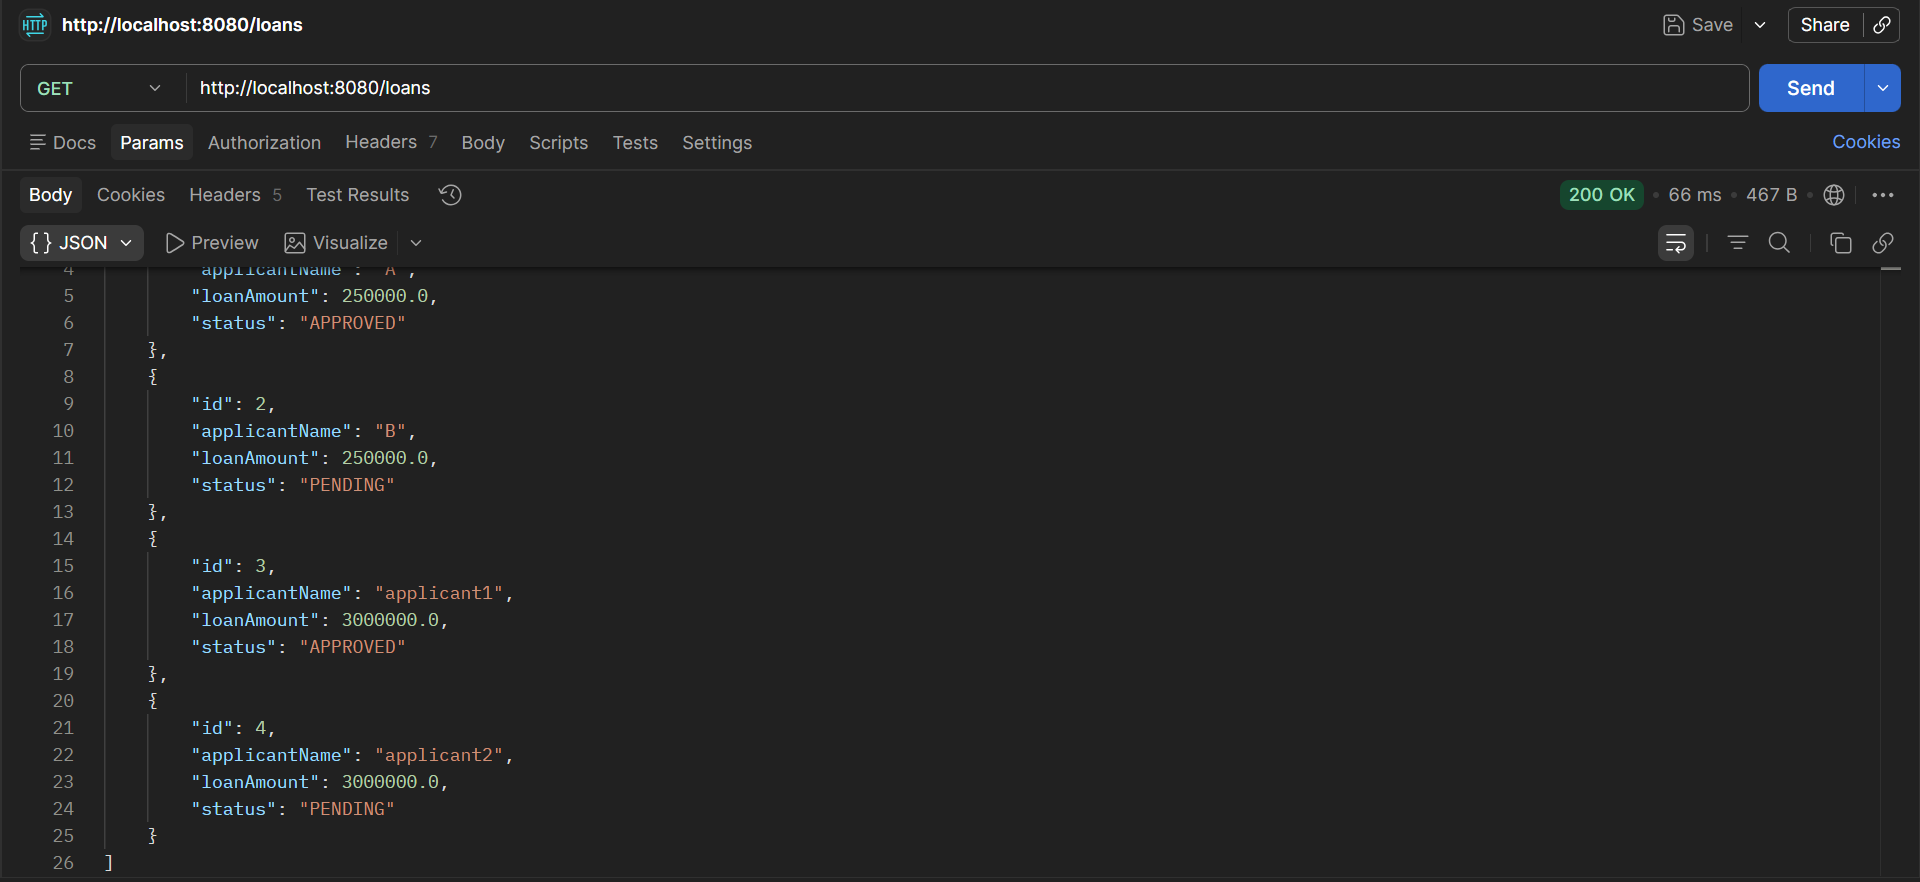 HTTP http://localhost:8080/loans Save Share
GET http://localhost:8080/loans Send
Docs Params Authorization Headers 7 Body Scripts Tests Settings Cookies
Body Cookies Headers 5 Test Results 200 OK • 66 ms • 467 B •
{} JSON Preview Visualize
4 "applicantName": "A",
5 "loanAmount": 250000.0,
6 "status": "APPROVED"
7 },
8 {
9 "id": 2,
10 "applicantName": "B",
11 "loanAmount": 250000.0,
12 "status": "PENDING"
13 },
14 {
15 "id": 3,
16 "applicantName": "applicant1",
17 "loanAmount": 3000000.0,
18 "status": "APPROVED"
19 },
20 {
21 "id": 4,
22 "applicantName": "applicant2",
23 "loanAmount": 3000000.0,
24 "status": "PENDING"
25 }
26 ]